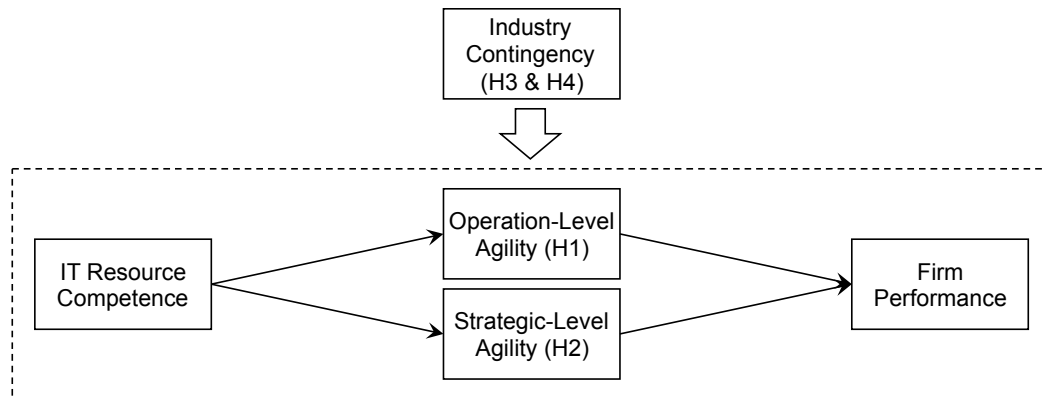 Industry
Contingency
(H3 & H4)
Operation-Level
Agility (H1)
IT Resource
Competence
Firm
Performance
Strategic-Level
Agility (H2)